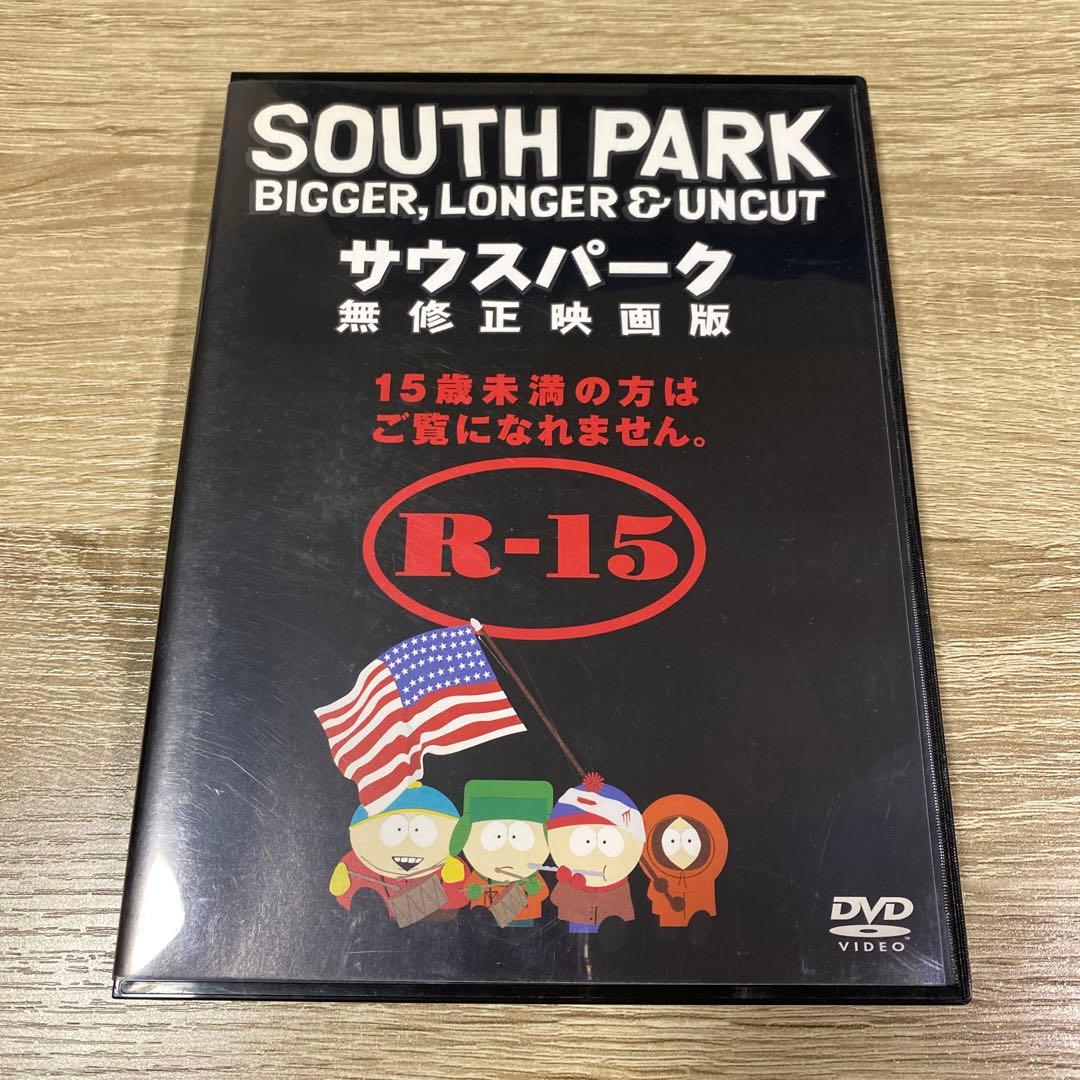 SOUTH PARK
BIGGER, LONGER & UNCUT
サウスパーク
無修正映画版
15歳未満の方は
ご覧になれません。
R-15
DVD
VIDEO™